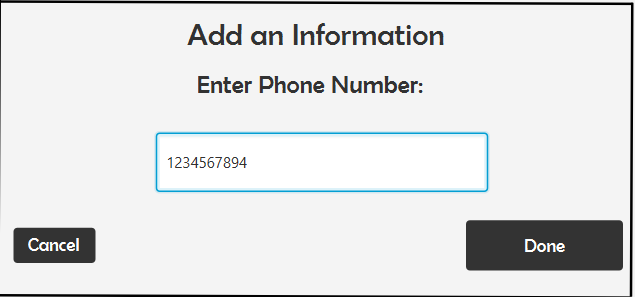 Add an Information
Enter Phone Number:
1234567894
Cancel
Done